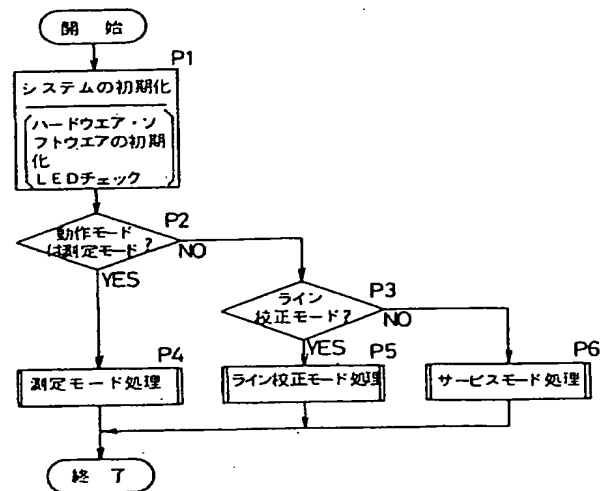 開始
P1
システムの初期化
ハードウエア・ソ
フトウエアの初期
化
LEDチェック
P2
動作モード
は測定モード?
NO
YES
P3
ライン
校正モード?
NO
YES
P4
測定モード処理
P5
ライン校正モード処理
P6
サービスモード処理
終了